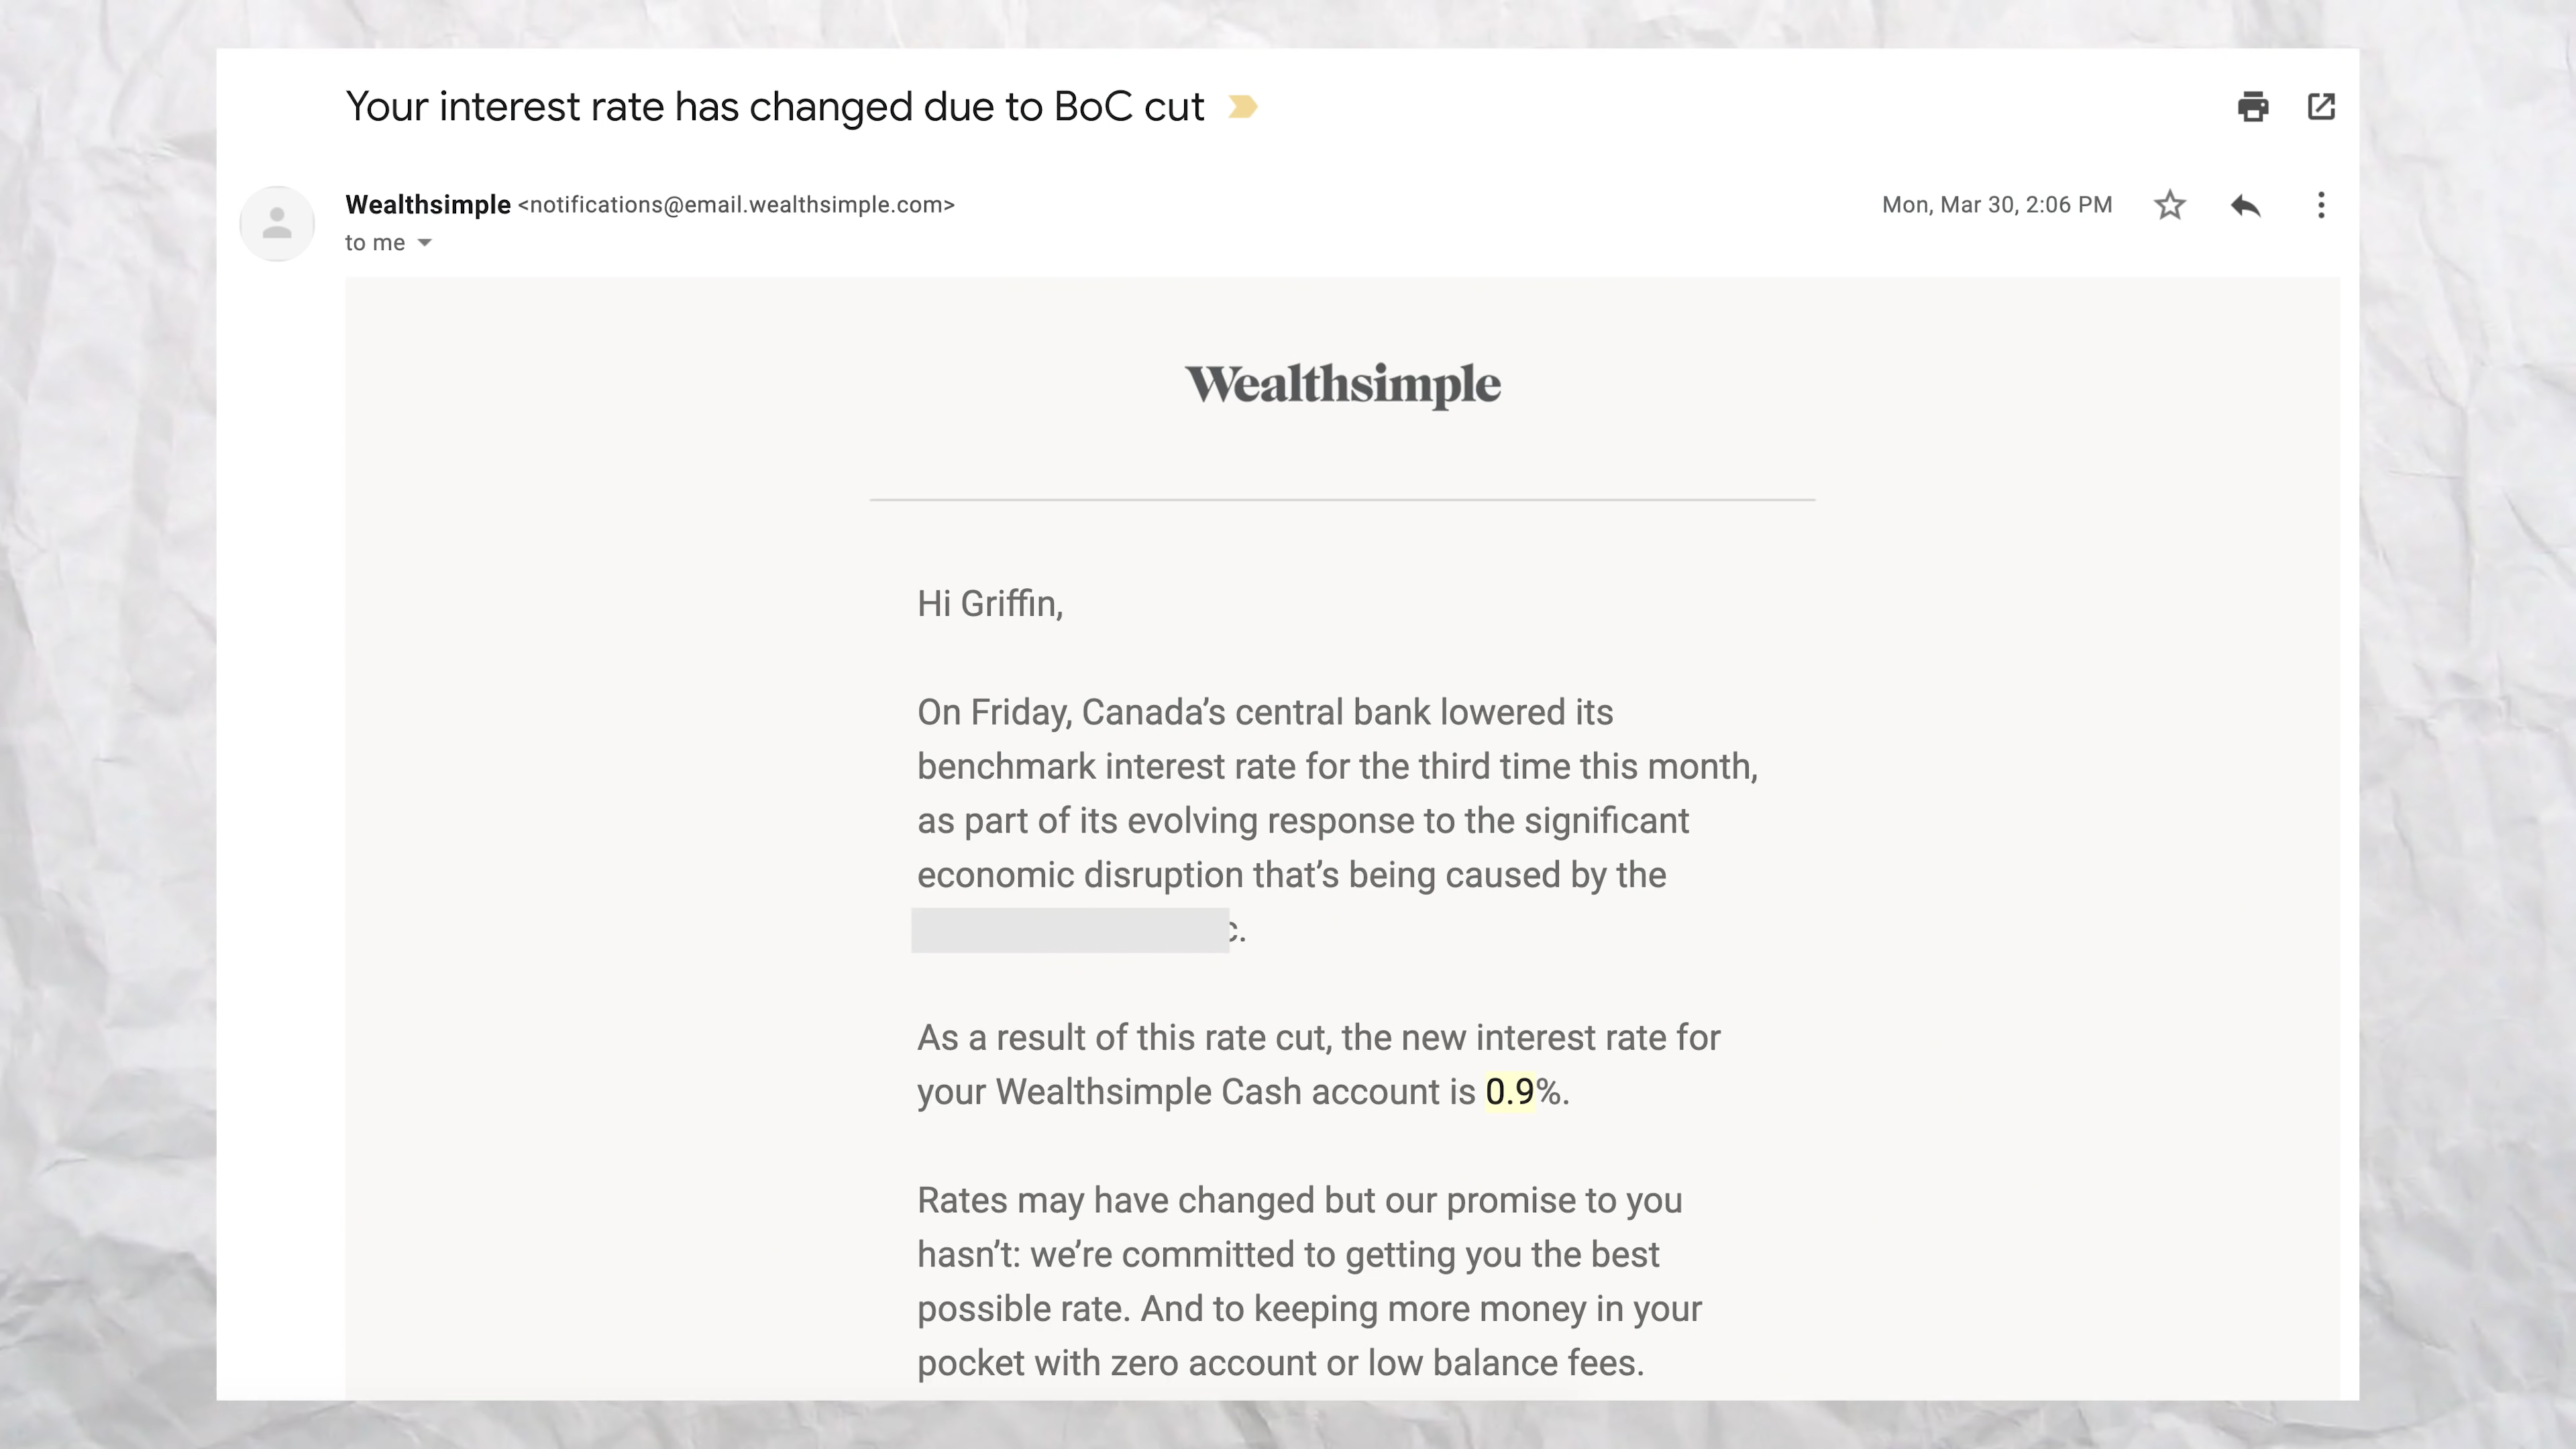 Your interest rate has changed due to BoC cut
Wealthsimple <notifications@email.wealthsimple.com>
Mon, Mar 30, 2:06 PM
to me
Wealthsimple
Hi Griffin,
On Friday, Canada’s central bank lowered its
benchmark interest rate for the third time this month,
as part of its evolving response to the significant
economic disruption that’s being caused by the
c.
As a result of this rate cut, the new interest rate for
your Wealthsimple Cash account is 0.9%.
Rates may have changed but our promise to you
hasn’t: we’re committed to getting you the best
possible rate. And to keeping more money in your
pocket with zero account or low balance fees.